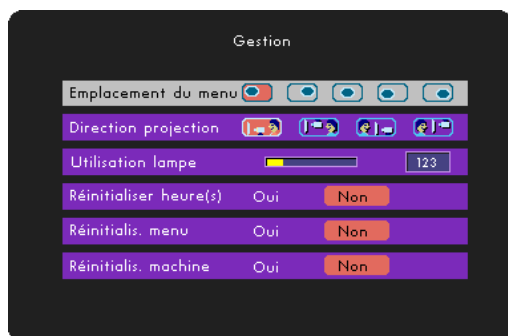 Gestion
Emplacement du menu
Direction projection
Utilisation lampe 123
Réinitialiser heure(s) Oui Non
Réinitialis. menu Oui Non
Réinitialis. machine Oui Non